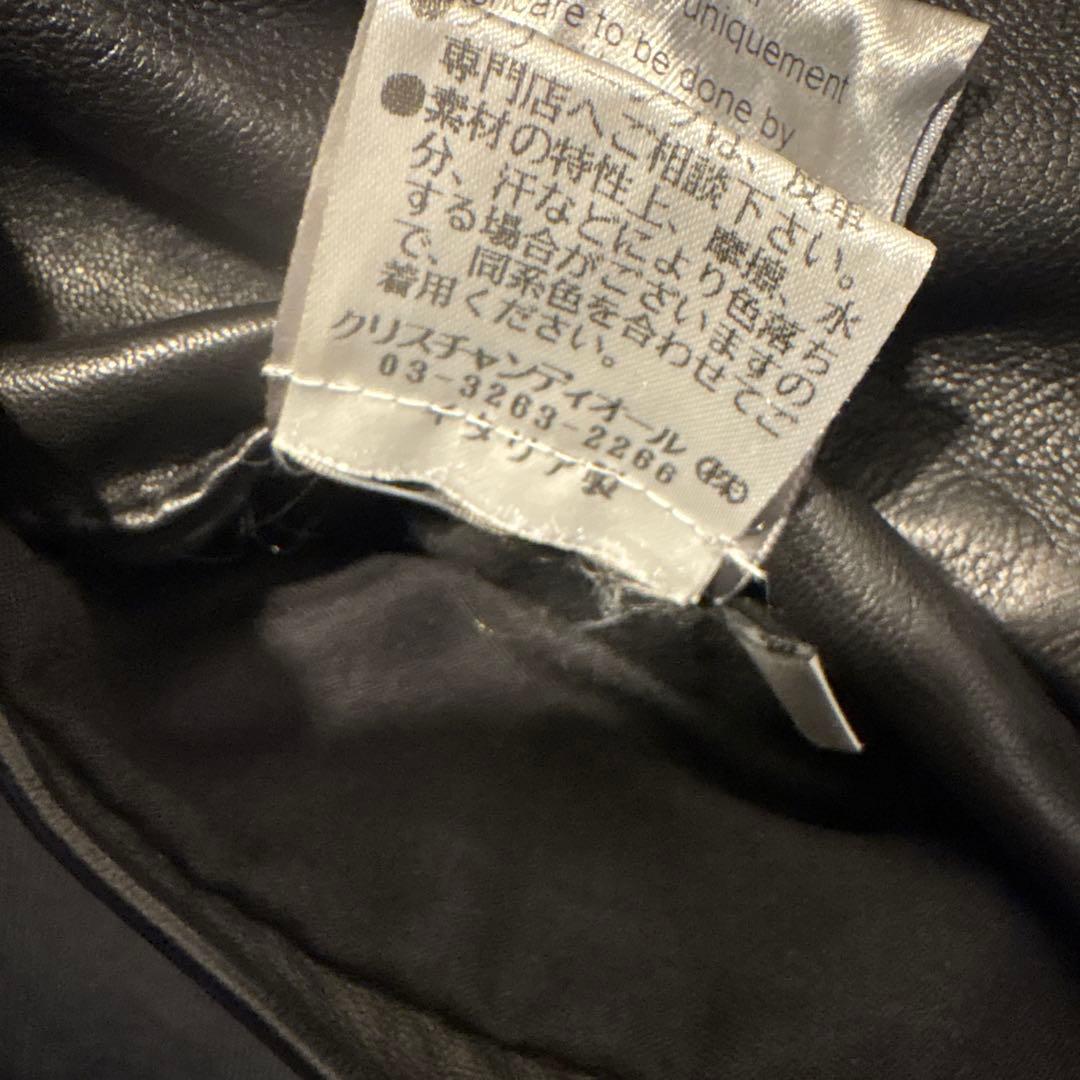 uniquement
care to be done by
専門店へご相談下さい。
●素材の特性上、摩擦、水
分、汗などにより色落ち
する場合がございますの
で、同系色を合わせてご
着用ください。
クリスチャンディオール㈱
03-3263-2266
イタリア製